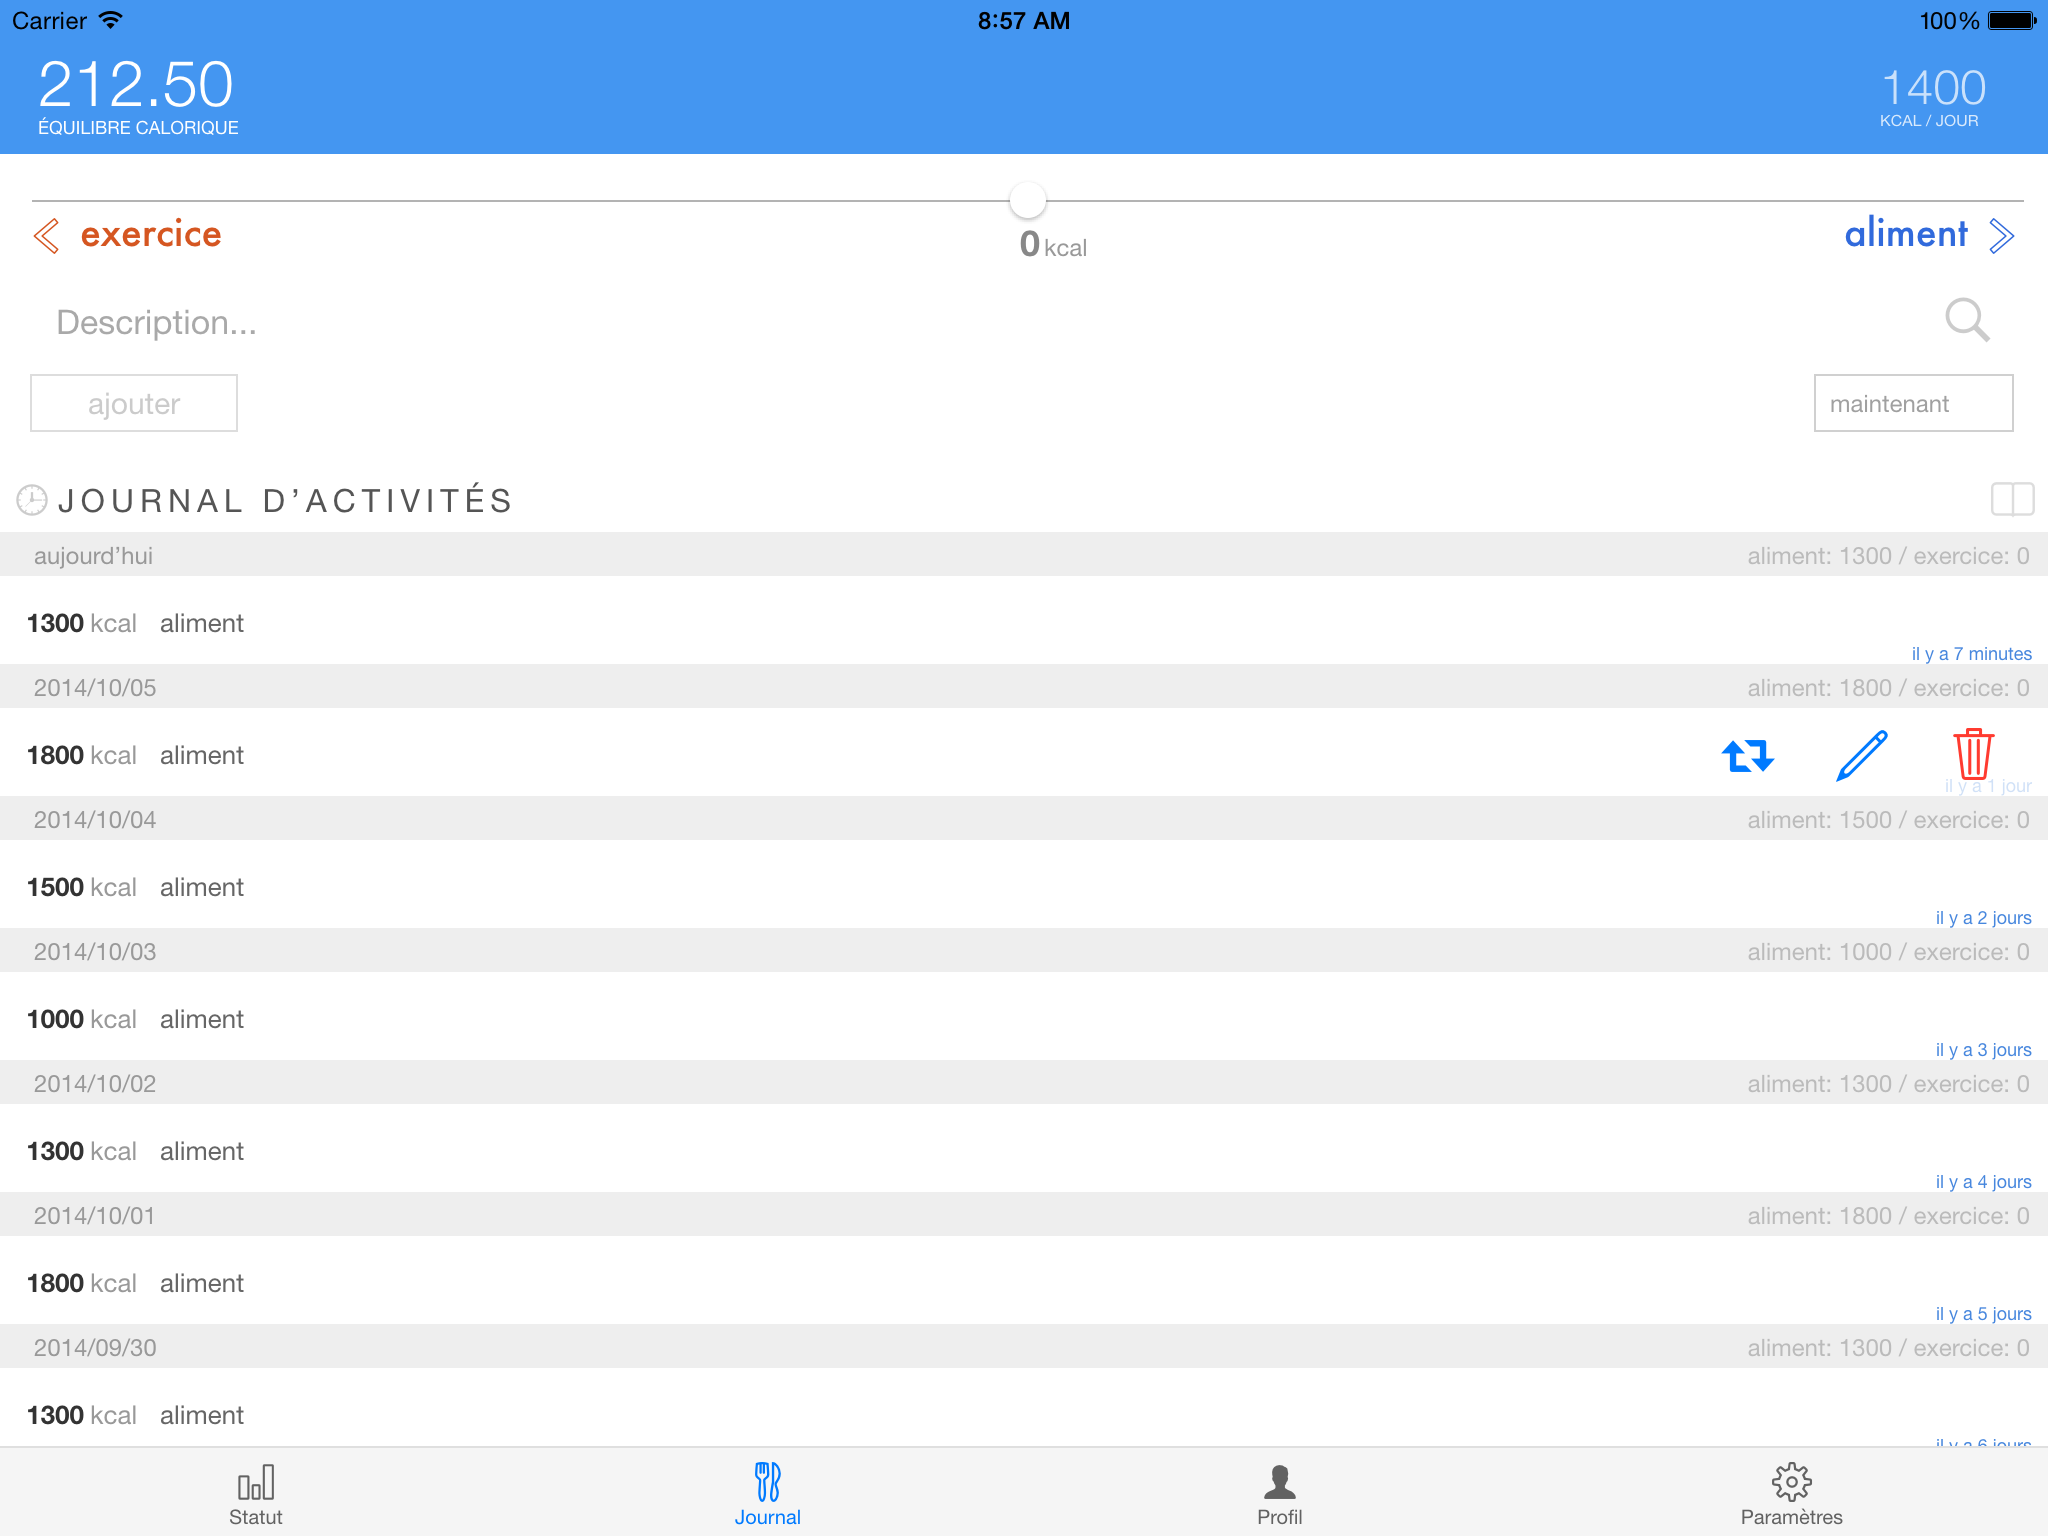 Carrier 8:57 AM 100%
212.50
ÉQUILIBRE CALORIQUE
1400
KCAL / JOUR
exercice
0 kcal
aliment
Description...
ajouter
maintenant
JOURNAL D’ACTIVITÉS
aujourd’hui aliment: 1300 / exercice: 0
1300 kcal aliment
il y a 7 minutes
2014/10/05 aliment: 1800 / exercice: 0
1800 kcal aliment
il y a 1 jour
2014/10/04 aliment: 1500 / exercice: 0
1500 kcal aliment
il y a 2 jours
2014/10/03 aliment: 1000 / exercice: 0
1000 kcal aliment
il y a 3 jours
2014/10/02 aliment: 1300 / exercice: 0
1300 kcal aliment
il y a 4 jours
2014/10/01 aliment: 1800 / exercice: 0
1800 kcal aliment
il y a 5 jours
2014/09/30 aliment: 1300 / exercice: 0
1300 kcal aliment
il y a 6 jours
Statut
Journal
Profil
Paramètres